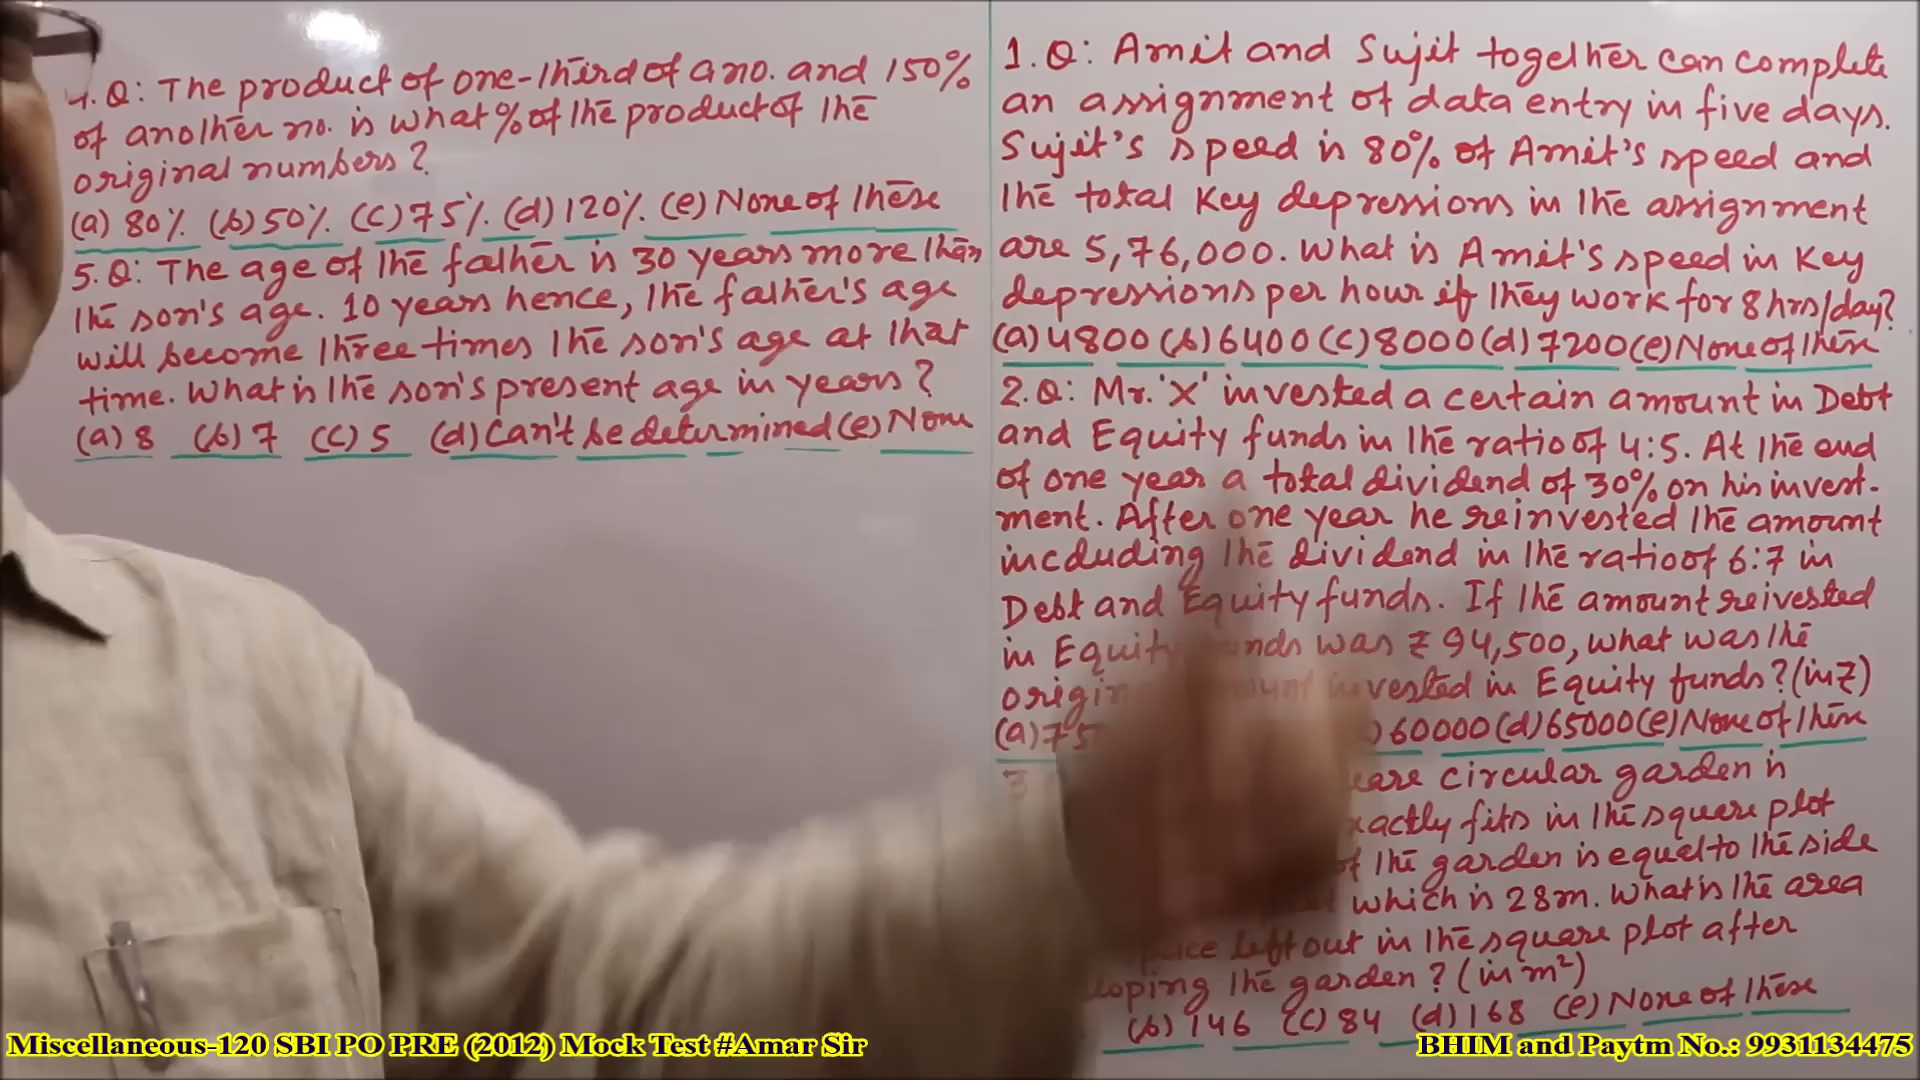 4.Q: The product of one-third of a no. and 150%
of another no. is what % of the product of the
original numbers?
(a) 80% (b) 50% (c) 75% (d) 120% (e) None of these
5.Q: The age of the father is 30 years more than
the son's age. 10 years hence, the father's age
will become three times the son's age at that
time. What is the son's present age in years?
(a) 8 (b) 7 (c) 5 (d) Can't be determined (e) None
1.Q: Amit and Sujit together can complete
an assignment of data entry in five days.
Sujit's speed is 80% of Amit's speed and
the total Key depressions in the assignment
are 5,76,000. What is Amit's speed in Key
depressions per hour if they work for 8 hrs/day?
(a) 4800 (b) 6400 (c) 8000 (d) 7200 (e) None of these
2.Q: Mr. 'X' invested a certain amount in Debt
and Equity funds in the ratio of 4:5. At the end
of one year a total dividend of 30% on his invest-
ment. After one year he reinvested the amount
incduding the dividend in the ratio of 6:7 in
Debt and Equity funds. If the amount reivested
in Equity funds was ₹ 94,500, what was the
invested in Equity funds? (in ₹)
(a) 75 60000 (d) 65000 (e) None of these
3 circular garden is
exactly fits in the square plot
of the garden is equal to the side
which is 28m. What is the area
left out in the square plot after
the garden? (in m²)
(b) 146 (c) 84 (d) 168 (e) None of these
Miscellaneous-120 SBI PO PRE (2012) Mock Test #Amar Sir
BHIM and Paytm No.: 9931134475